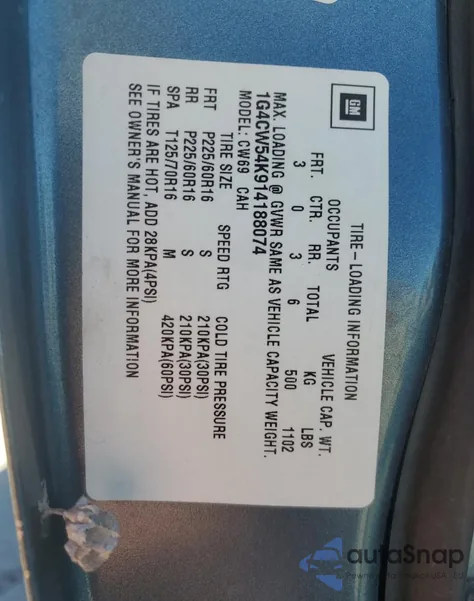 GM
TIRE-LOADING INFORMATION
OCCUPANTS VEHICLE CAP. WT.
FRT. CTR. RR. TOTAL KG LBS
3 0 3 6 500 1102
MAX. LOADING @ GVWR SAME AS VEHICLE CAPACITY WEIGHT.
1G4CW54K914188074
MODEL: CW69 CAH
TIRE SIZE SPEED RTG COLD TIRE PRESSURE
FRT P225/60R16 S 210KPA(30PSI)
RR P225/60R16 S 210KPA(30PSI)
SPA T125/70R16 M 420KPA(60PSI)
IF TIRES ARE HOT, ADD 28KPA(4PSI)
SEE OWNER'S MANUAL FOR MORE INFORMATION
autoSnap